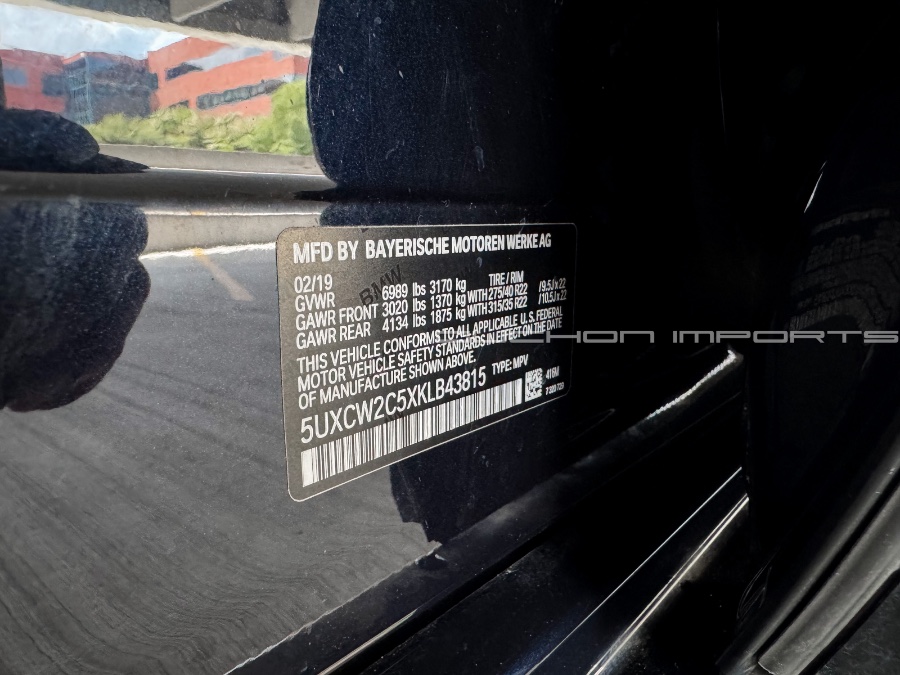 MFD BY BAYERISCHE MOTOREN WERKE AG
02/19 BMW TIRE / RIM
GVWR 6989 lbs 3170 kg
GAWR FRONT 3020 lbs 1370 kg WITH 275/40 R22 /9.5J x 22
GAWR REAR 4134 lbs 1875 kg WITH 315/35 R22 /10.5J x 22
THIS VEHICLE CONFORMS TO ALL APPLICABLE U. S. FEDERAL
MOTOR VEHICLE SAFETY STANDARDS IN EFFECT ON THE DATE
OF MANUFACTURE SHOWN ABOVE.
5UXCW2C5XKLB43815 TYPE: MPV
416M
IMPORTS